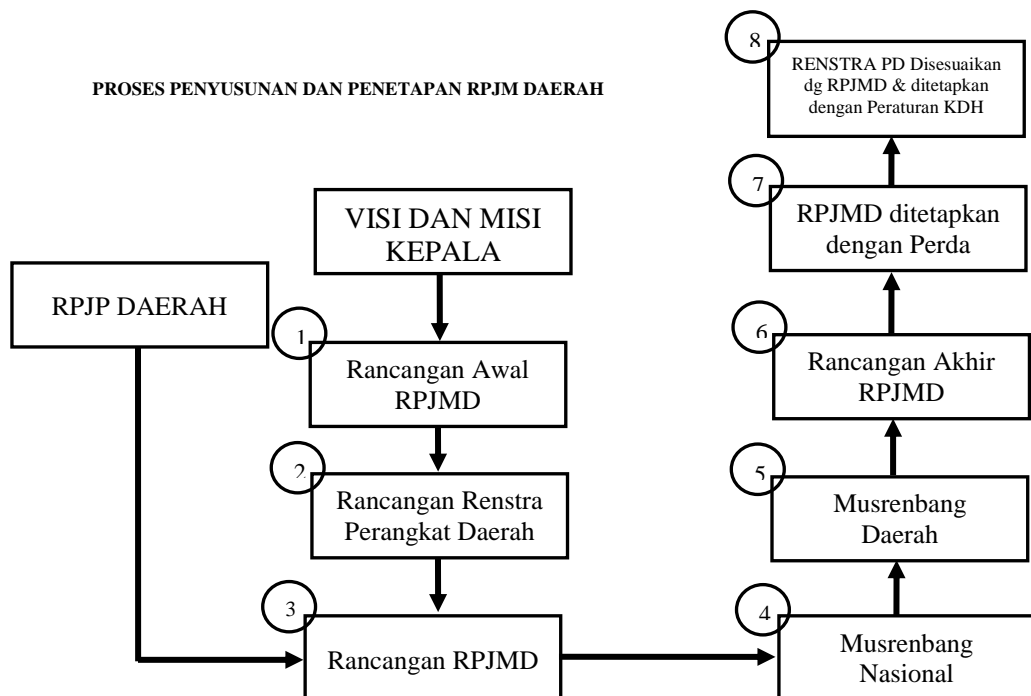 PROSES PENYUSUNAN DAN PENETAPAN RPJM DAERAH
RPJP DAERAH
VISI DAN MISI
KEPALA
1
Rancangan Awal
RPJMD
2
Rancangan Renstra
Perangkat Daerah
3
Rancangan RPJMD
4
Musrenbang
Nasional
5
Musrenbang
Daerah
6
Rancangan Akhir
RPJMD
7
RPJMD ditetapkan
dengan Perda
8
RENSTRA PD Disesuaikan
dg RPJMD & ditetapkan
dengan Peraturan KDH